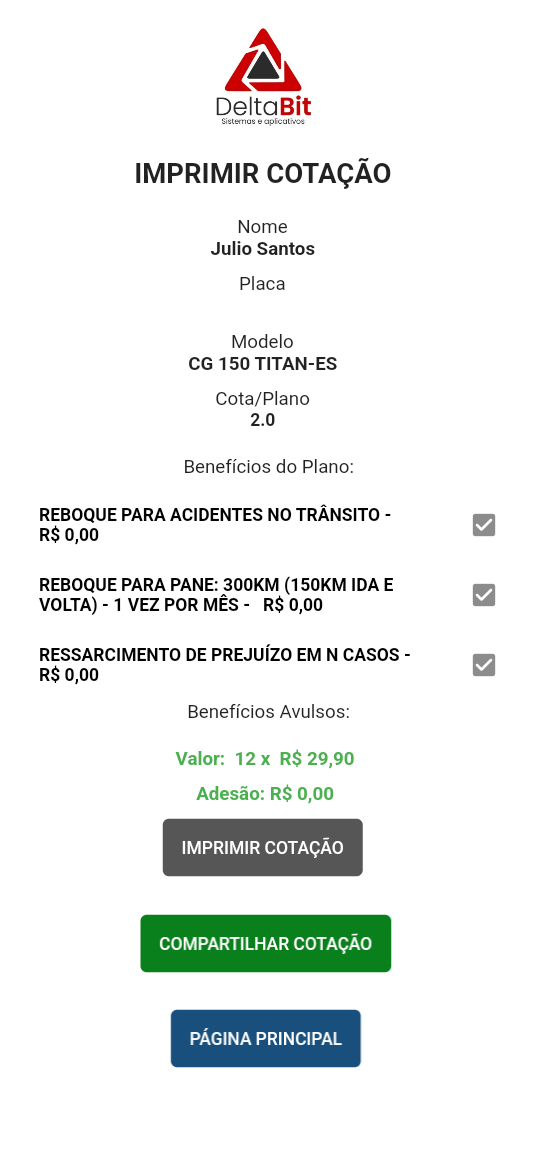 DeltaBit
Sistemas e aplicativos
IMPRIMIR COTAÇÃO
Nome
Julio Santos
Placa
Modelo
CG 150 TITAN-ES
Cota/Plano
2.0
Benefícios do Plano:
REBOQUE PARA ACIDENTES NO TRÂNSITO -
R$ 0,00
REBOQUE PARA PANE: 300KM (150KM IDA E
VOLTA) - 1 VEZ POR MÊS - R$ 0,00
RESSARCIMENTO DE PREJUÍZO EM N CASOS -
R$ 0,00
Benefícios Avulsos:
Valor: 12 x R$ 29,90
Adesão: R$ 0,00
IMPRIMIR COTAÇÃO
COMPARTILHAR COTAÇÃO
PÁGINA PRINCIPAL